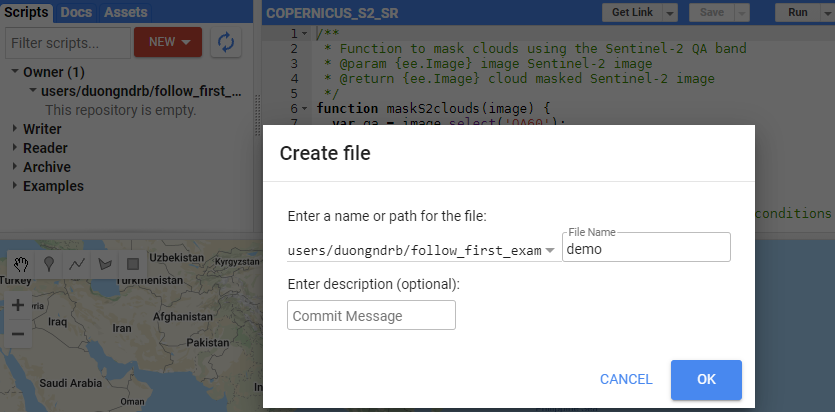 Scripts Docs Assets
COPERNICUS_S2_SR
Get Link Save Run
Filter scripts...
NEW
Owner (1)
users/duongndrb/follow_first_...
This repository is empty.
Writer
Reader
Archive
Examples
1 /**
2 * Function to mask clouds using the Sentinel-2 QA band
3 * @param {ee.Image} image Sentinel-2 image
4 * @return {ee.Image} cloud masked Sentinel-2 image
5 */
6 function maskS2clouds(image) {
7 var qa = image.select('QA60');
conditions
Create file
Enter a name or path for the file:
users/duongndrb/follow_first_exam
File Name
demo
Enter description (optional):
Commit Message
CANCEL
OK
Uzbekistan
Kyrgyzstan
Turkey
Turkmenistan
Iraq
Iran
Afghanistan
Pakistan
Saudi Arabia
Oman
In